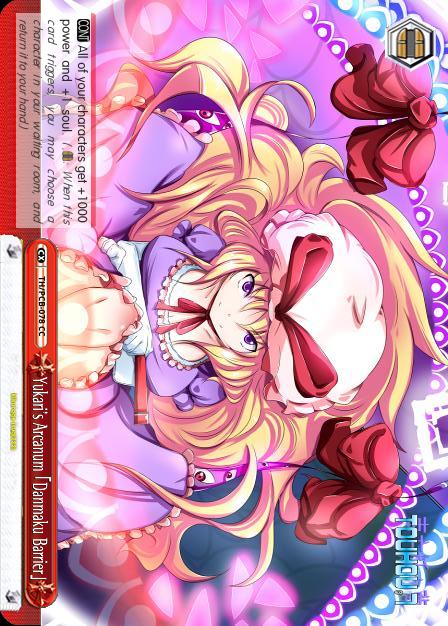 CONT All of your characters get +1000
power and +1 soul. ( : When this
card triggers, you may choose a
character in your waiting room, and
return it to your hand.)
CX
TH/PCB-078 CC
Yukari's Arcanum「Danmaku Barrier」
TOUHOU